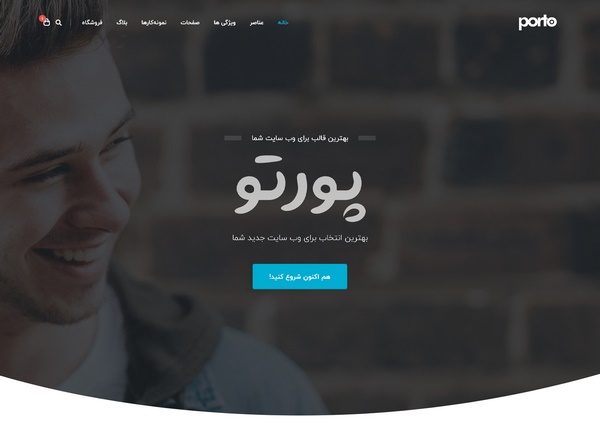 porto
خانه عناصر ویژگی ها صفحات نمونه‌کارها بلاگ فروشگاه
بهترین قالب برای وب سایت شما
پورتو
بهترین انتخاب برای وب سایت جدید شما
هم اکنون شروع کنید!